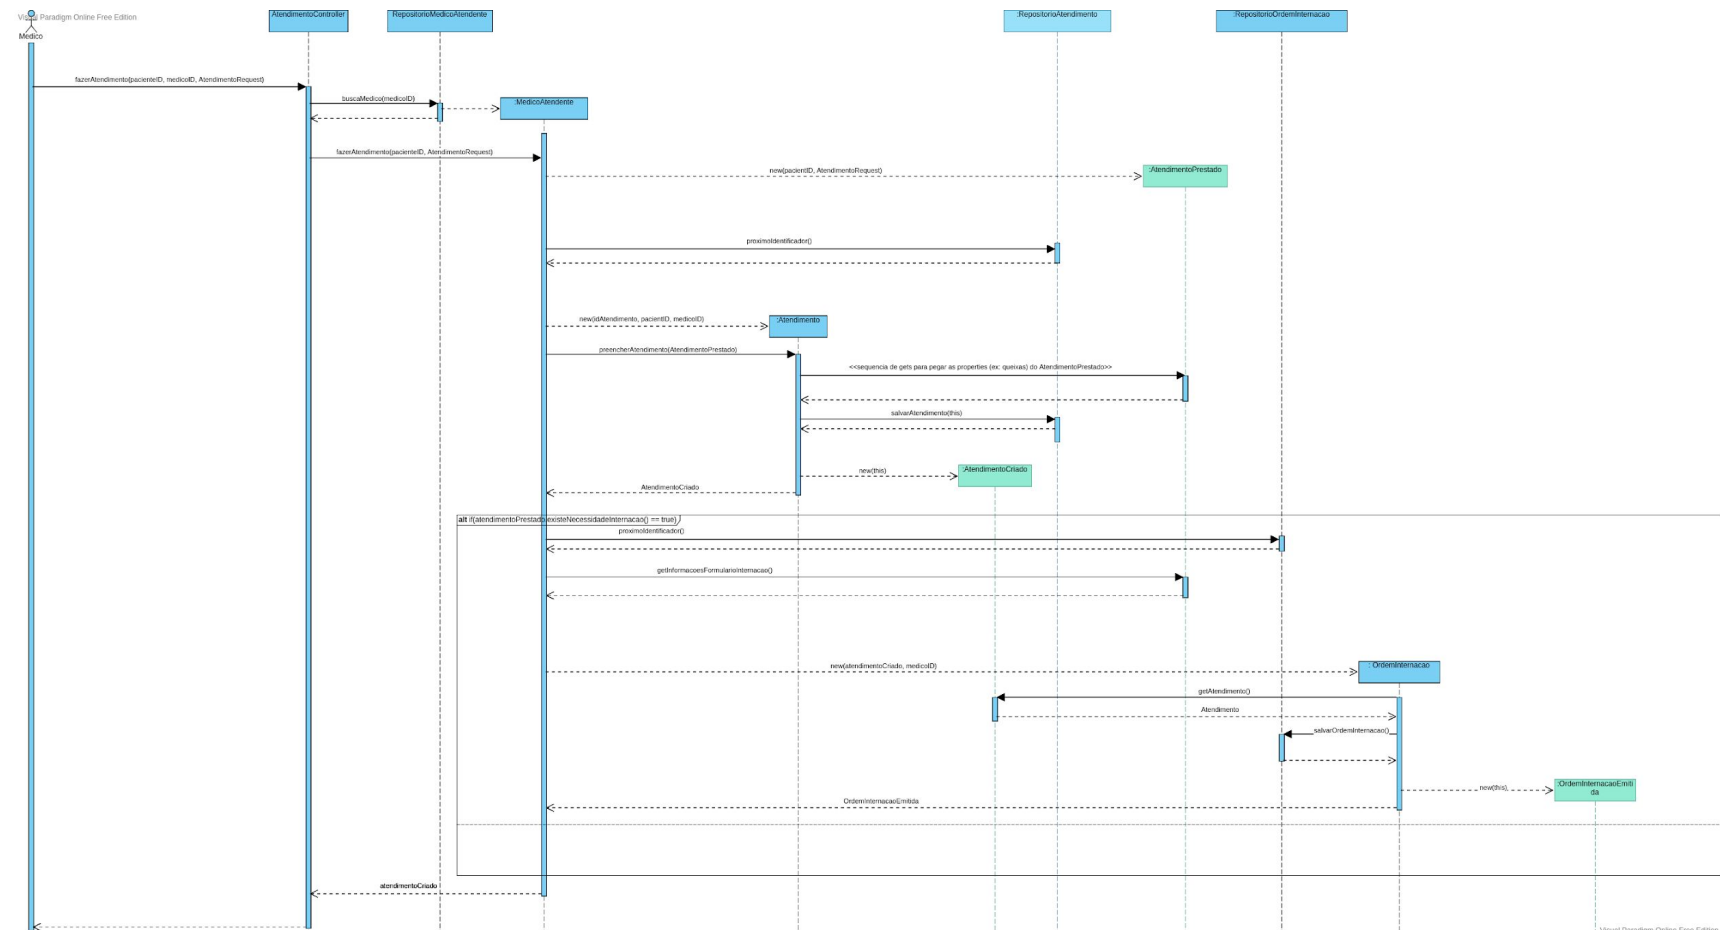 Visual Paradigm Online Free Edition
Medico
AtendimentoController
RepositorioMedicoAtendente
:RepositorioAtendimento
:RepositorioOrdemInternacao
fazerAtendimento(pacienteID, medicoID, AtendimentoRequest)
buscaMedico(medicoID)
:MedicoAtendente
fazerAtendimento(pacienteID, AtendimentoRequest)
new(pacientID, AtendimentoRequest)
:AtendimentoPrestado
proximoIdentificador()
new(idAtendimento, pacientID, medicoID)
:Atendimento
preencherAtendimento(AtendimentoPrestado)
<<sequencia de gets para pegar as properties (ex: queixas) do AtendimentoPrestado>>
salvarAtendimento(this)
new(this)
:AtendimentoCriado
AtendimentoCriado
alt if(atendimentoPrestado.existeNecessidadeInternacao() == true)
proximoIdentificador()
getInformacoesFormularioInternacao()
new(atendimentoCriado, medicoID)
: OrdemInternacao
getAtendimento()
Atendimento
salvarOrdemInternacao()
new(this)
:OrdemInternacaoEmiti
da
OrdemInternacaoEmitida
atendimentoCriado
Visual Paradigm Online Free Edition